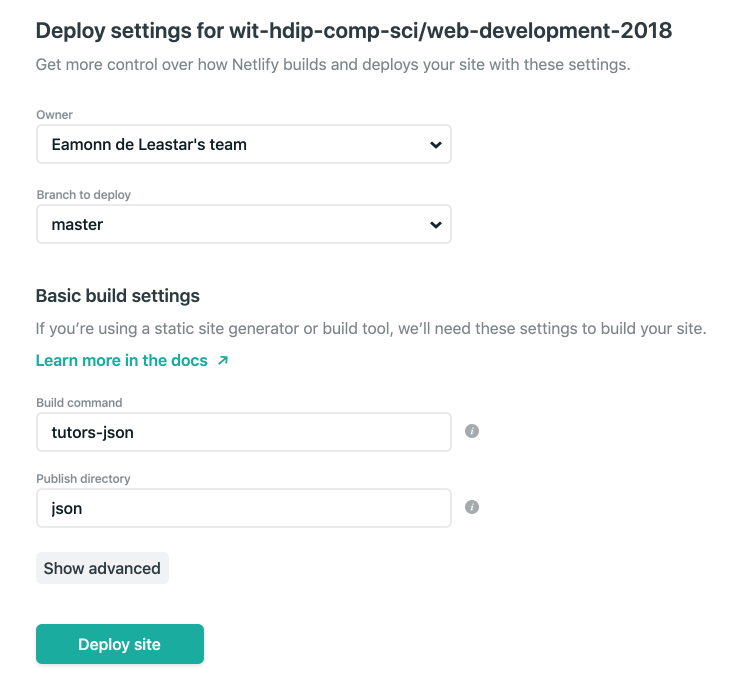 Deploy settings for wit-hdip-comp-sci/web-development-2018
Get more control over how Netlify builds and deploys your site with these settings.
Owner
Eamonn de Leastar's team
Branch to deploy
master
Basic build settings
If you’re using a static site generator or build tool, we’ll need these settings to build your site.
Learn more in the docs
Build command
tutors-json
Publish directory
json
Show advanced
Deploy site